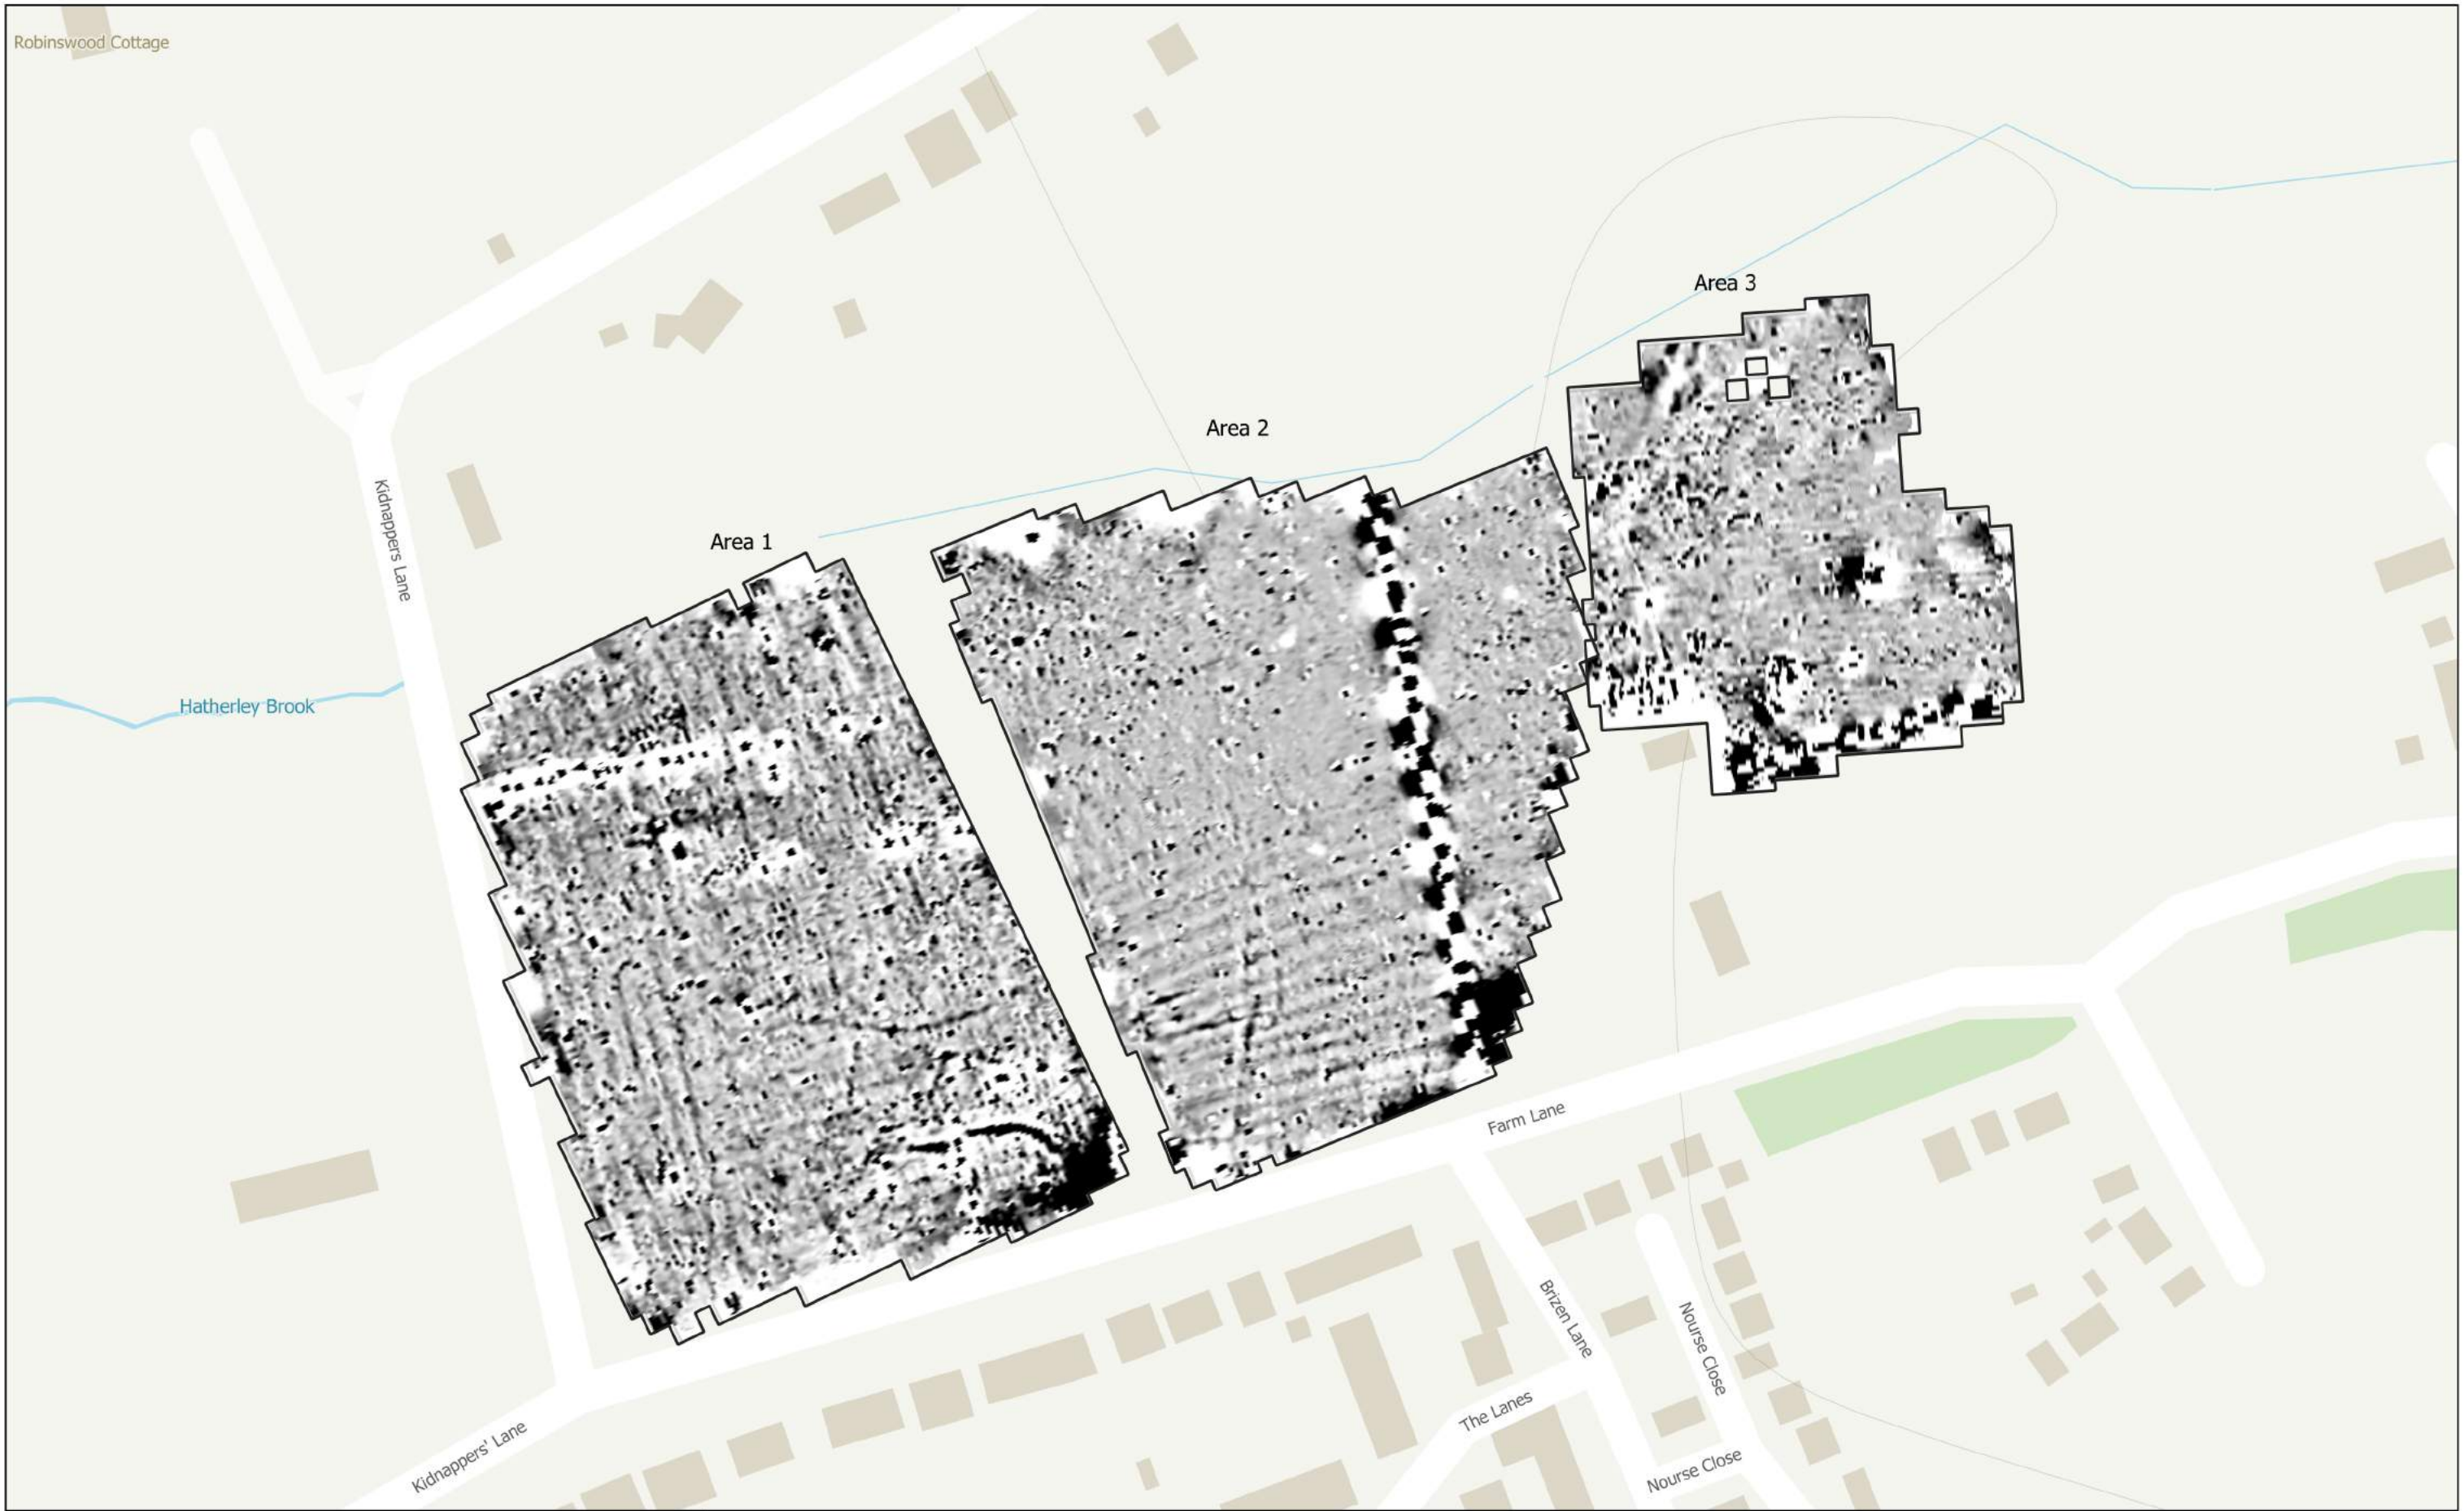 Robinswood Cottage
Area 3
Area 2
Kidnappers Lane
Area 1
Hatherley Brook
Farm Lane
Brizen Lane
Nourse Close
The Lanes
Kidnappers' Lane
Nourse Close